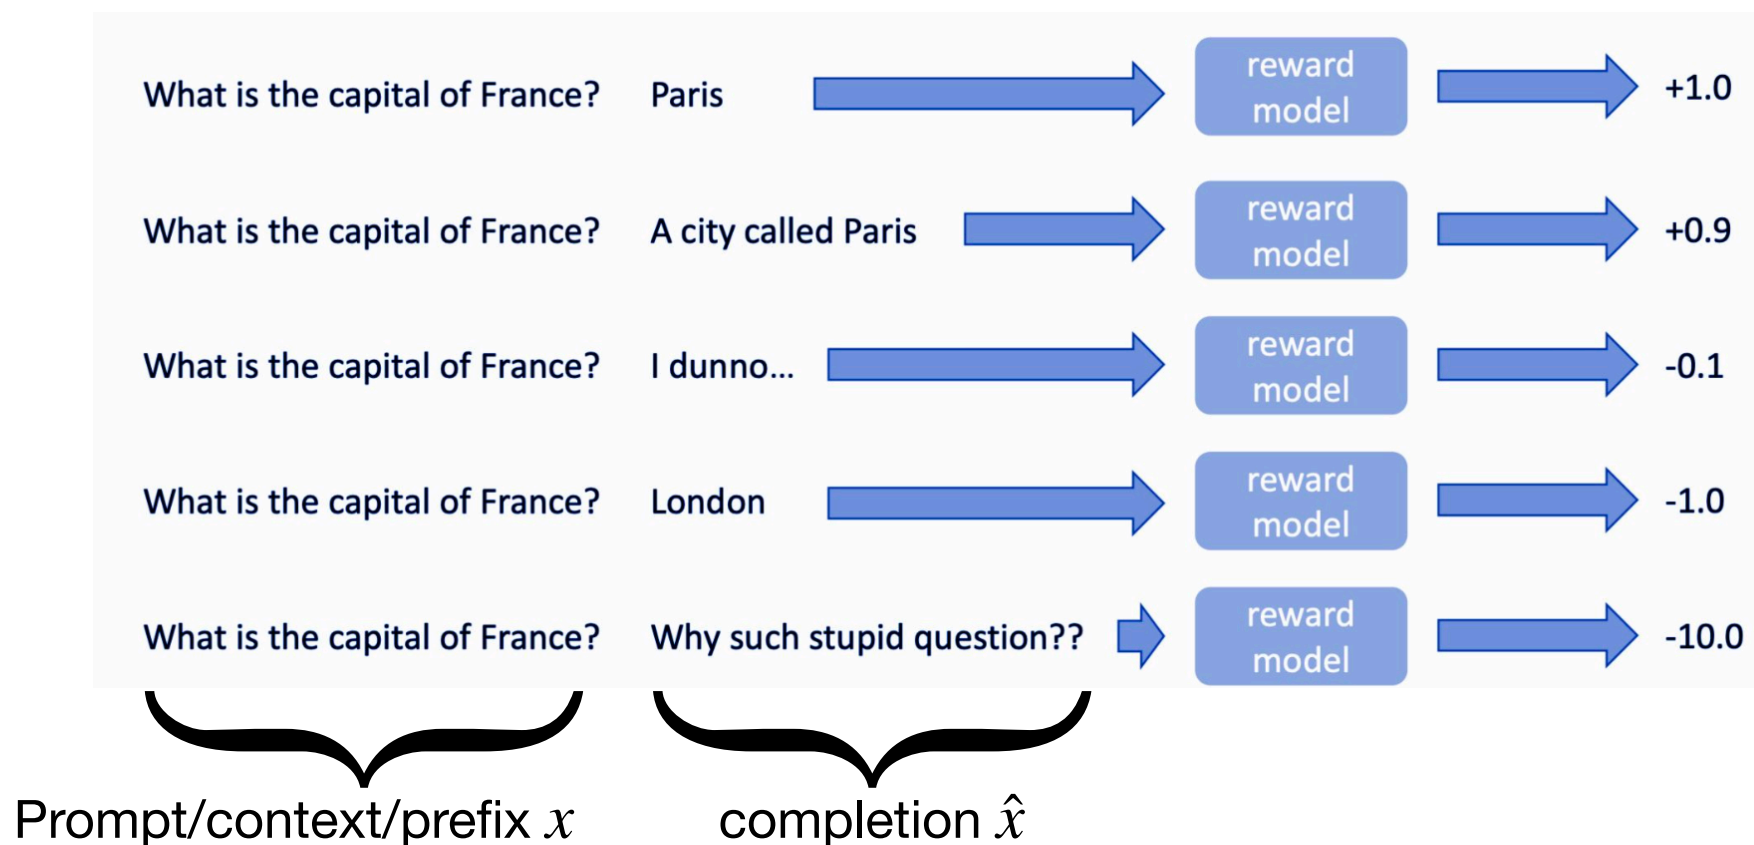 What is the capital of France? Paris reward model +1.0
What is the capital of France? A city called Paris reward model +0.9
What is the capital of France? I dunno... reward model -0.1
What is the capital of France? London reward model -1.0
What is the capital of France? Why such stupid question?? reward model -10.0
Prompt/context/prefix x completion x̂